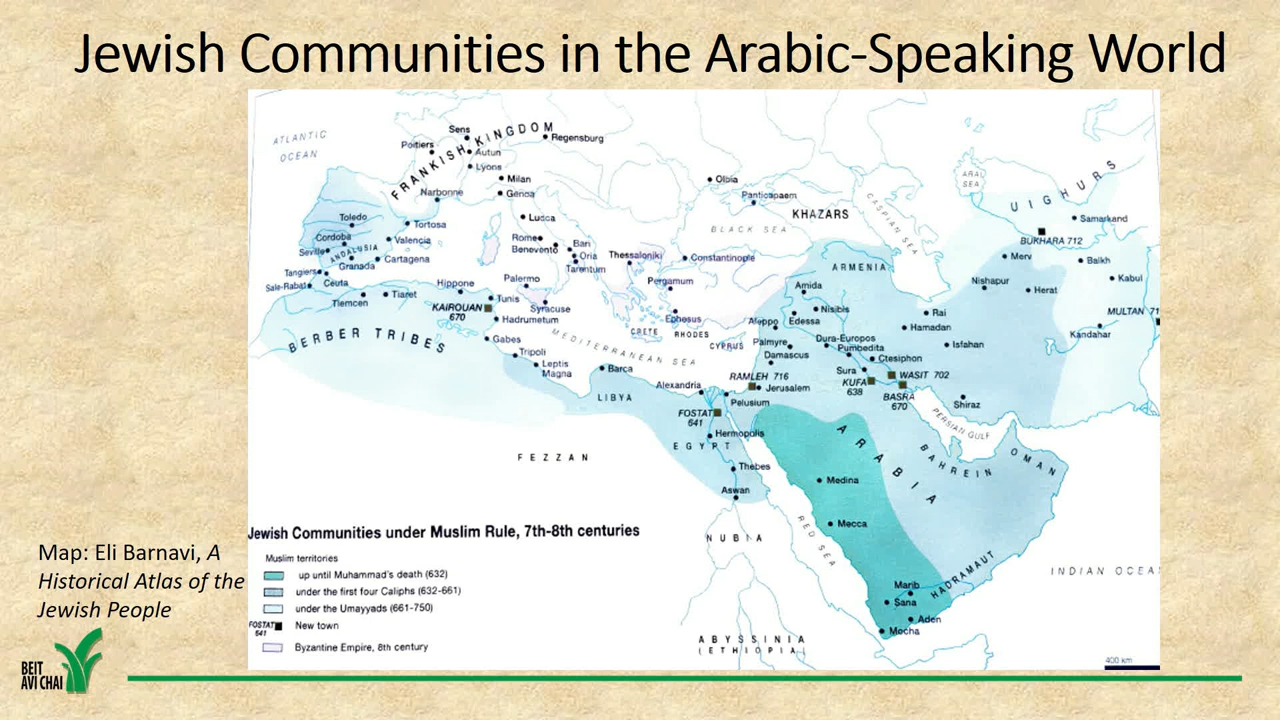 Jewish Communities in the Arabic-Speaking World
ATLANTIC
OCEAN
FRANKISH KINGDOM
Sens
Regensburg
Poitiers
Autun
Lyons
Milan
Genoa
Narbonne
Olbia
Panticapaem
KHAZARS
BLACK SEA
CASPIAN SEA
ARAL
SEA
UIGHURS
Samarkand
BUKHARA 712
Toledo
Tortosa
Lucca
Cordoba
Valencia
Seville
ANDALUSIA
Cartagena
Granada
Rome
Benevento
Bari
Oria
Tarentum
Thessaloniki
Constantinople
ARMENIA
Merv
Balkh
Kabul
Tangiers
Ceuta
Sale-Rabat
Tlemcen
Tiaret
Hippone
Palermo
Pergamum
Amida
Nishapur
Herat
KAIROUAN
670
Tunis
Syracuse
Hadrumetum
Ephesus
Nisibis
Edessa
Aleppo
Rai
Hamadan
MULTAN 71
Kandahar
BERBER TRIBES
Gabes
MEDITERRANEAN SEA
CRETE
RHODES
CYPRUS
Palmyre
Dura-Europos
Pumbedita
Isfahan
Tripoli
Damascus
Ctesiphon
Leptis
Magna
Barca
RAMLEH 716
Sura
WASIT 702
LIBYA
Alexandria
Jerusalem
KUFA
638
BASRA
670
Shiraz
Pelusium
FOSTAT
641
PERSIAN GULF
Hermopolis
EGYPT
ARABIA
BAHREIN
OMAN
FEZZAN
Thebes
Aswan
Medina
Mecca
RED SEA
NUBIA
INDIAN OCEA
HADRAMAUT
Marib
Sana
Aden
Mocha
ABYSSINIA
(ETHIOPIA)
400 km
Jewish Communities under Muslim Rule, 7th-8th centuries
Muslim territories
up until Muhammad's death (632)
under the first four Caliphs (632-661)
under the Umayyads (661-750)
FOSTAT
641
New town
Byzantine Empire, 8th century
Map: Eli Barnavi, A
Historical Atlas of the
Jewish People
BEIT
AVI CHAI